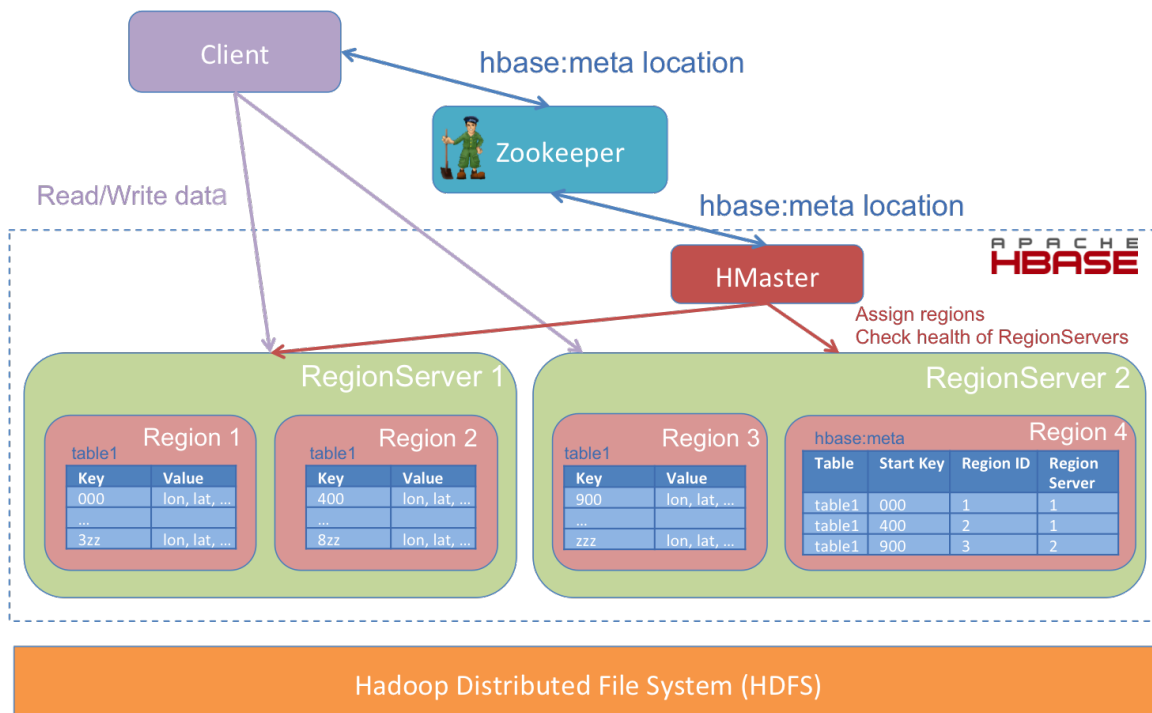 Client
hbase:meta location
Zookeeper
Read/Write data
hbase:meta location
APACHE
HBASE
HMaster
Assign regions
Check health of RegionServers
RegionServer 1
Region 1
table1
Key Value
000 lon, lat, ...
...
3zz lon, lat, ...
Region 2
table1
Key Value
400 lon, lat, ...
...
8zz lon, lat, ...
RegionServer 2
Region 3
table1
Key Value
900 lon, lat, ...
...
zzz lon, lat, ...
Region 4
hbase:meta
Table Start Key Region ID Region
Server
table1 000 1 1
table1 400 2 1
table1 900 3 2
Hadoop Distributed File System (HDFS)